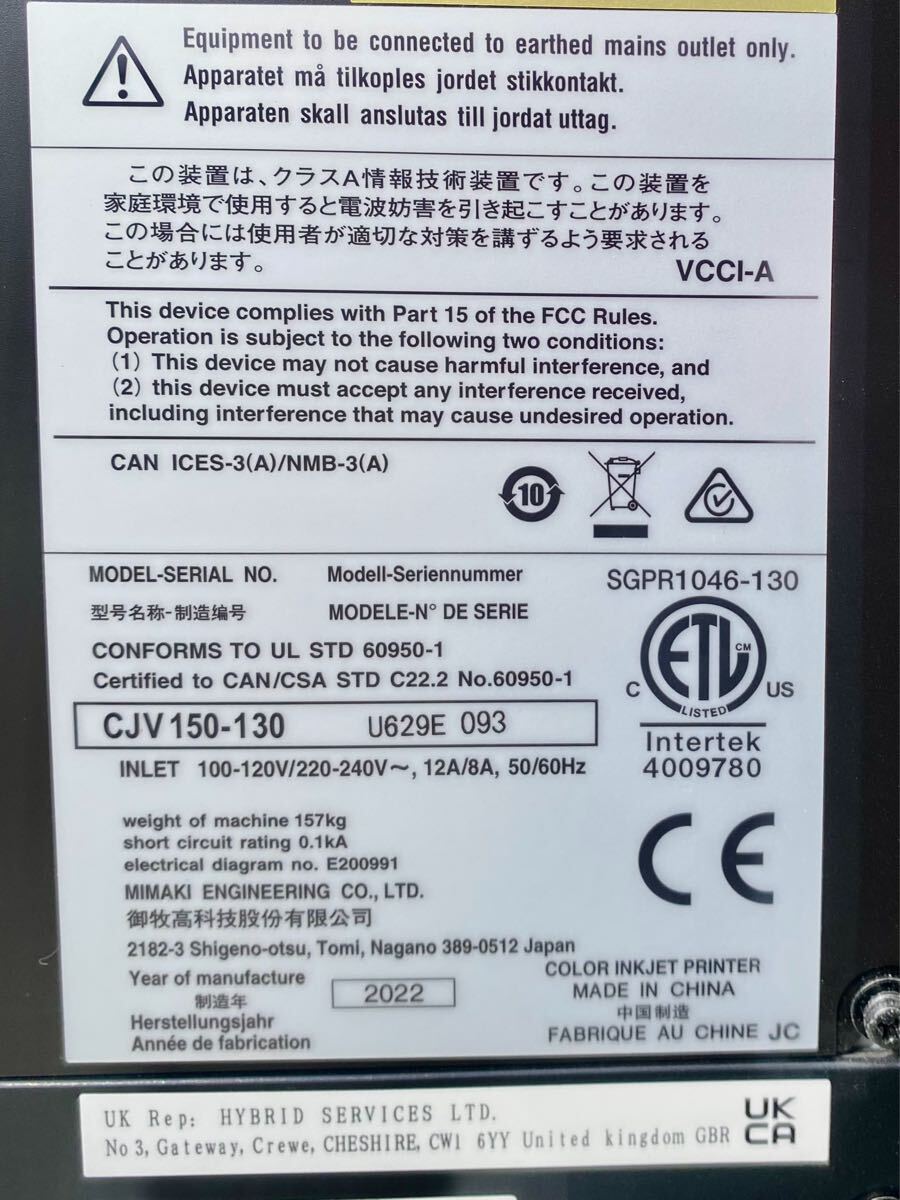 Equipment to be connected to earthed mains outlet only.
Apparatet må tilkoples jordet stikkontakt.
Apparaten skall anslutas till jordat uttag.
この装置は、クラスA情報技術装置です。この装置を
家庭環境で使用すると電波妨害を引き起こすことがあります。
この場合には使用者が適切な対策を講ずるよう要求される
ことがあります。
VCCI-A
This device complies with Part 15 of the FCC Rules.
Operation is subject to the following two conditions:
(1) This device may not cause harmful interference, and
(2) this device must accept any interference received,
including interference that may cause undesired operation.
CAN ICES-3(A)/NMB-3(A)
10
MODEL-SERIAL NO. Modell-Seriennummer
型号名称-制造编号 MODELE-N° DE SERIE
CONFORMS TO UL STD 60950-1
Certified to CAN/CSA STD C22.2 No.60950-1
SGPR1046-130
ETL CM
C US
LISTED
Intertek
4009780
CJV150-130 U629E 093
INLET 100-120V/220-240V～, 12A/8A, 50/60Hz
weight of machine 157kg
short circuit rating 0.1kA
electrical diagram no. E200991
MIMAKI ENGINEERING CO., LTD.
御牧高科技股份有限公司
2182-3 Shigeno-otsu, Tomi, Nagano 389-0512 Japan
CE
Year of manufacture
制造年
Herstellungsjahr
Année de fabrication
2022
COLOR INKJET PRINTER
MADE IN CHINA
中国制造
FABRIQUE AU CHINE JC
UK Rep: HYBRID SERVICES LTD.
No 3, Gateway, Crewe, CHESHIRE, CW1 6YY United kingdom GBR
UK
CA